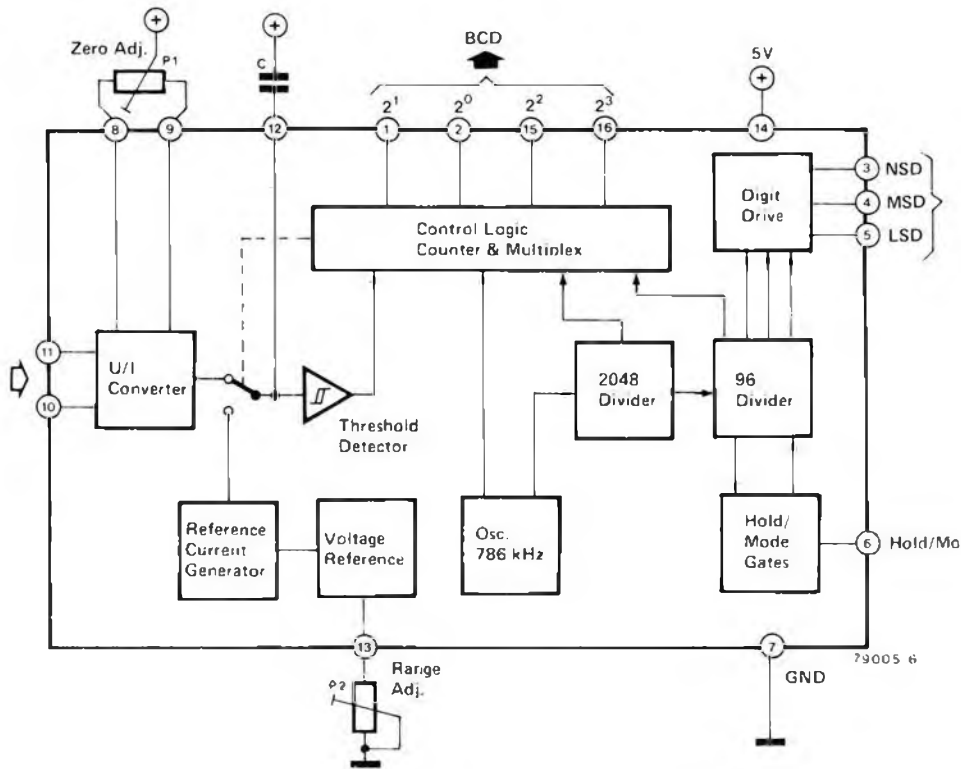 Zero Adj.
P1
C
BCD
5V
2¹ 2⁰ 2² 2³
8 9 12 1 2 15 16 14
Digit
Drive
3 NSD
4 MSD
5 LSD
Control Logic
Counter & Multiplex
11
10
U/I
Converter
Threshold
Detector
2048
Divider
96
Divider
Reference
Current
Generator
Voltage
Reference
Osc.
786 kHz
Hold/
Mode
Gates
6 Hold/Mo
13
Range
Adj.
P2
7
GND
79005 6